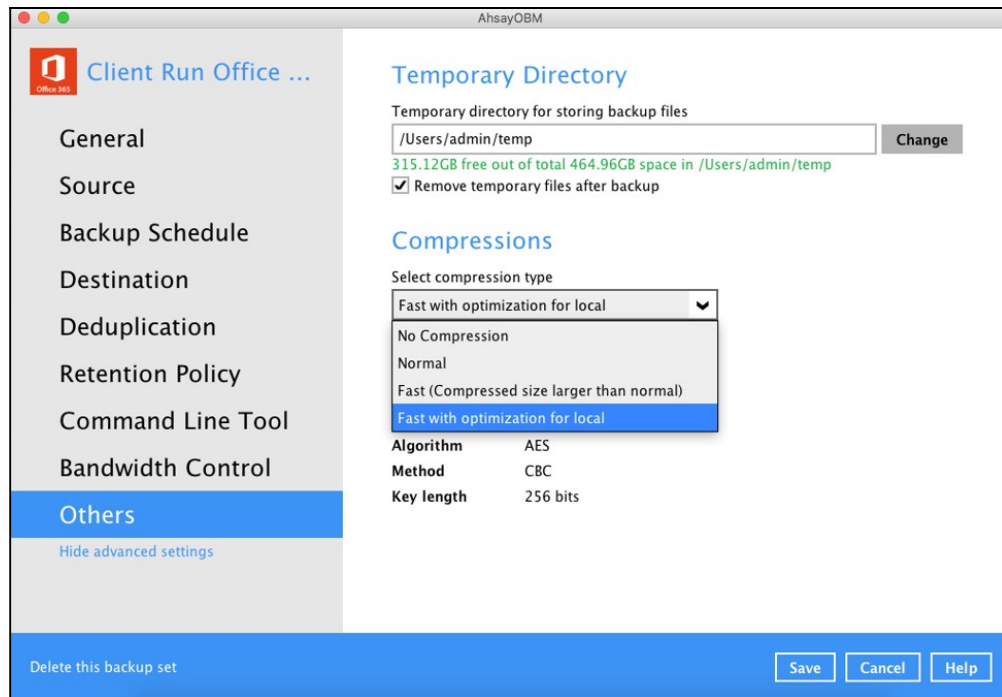 AhsayOBM
Office 365
Client Run Office ...
General
Source
Backup Schedule
Destination
Deduplication
Retention Policy
Command Line Tool
Bandwidth Control
Others
Hide advanced settings
Temporary Directory
Temporary directory for storing backup files
/Users/admin/temp
Change
315.12GB free out of total 464.96GB space in /Users/admin/temp
Remove temporary files after backup
Compressions
Select compression type
Fast with optimization for local
No Compression
Normal
Fast (Compressed size larger than normal)
Fast with optimization for local
Algorithm AES
Method CBC
Key length 256 bits
Delete this backup set
Save Cancel Help